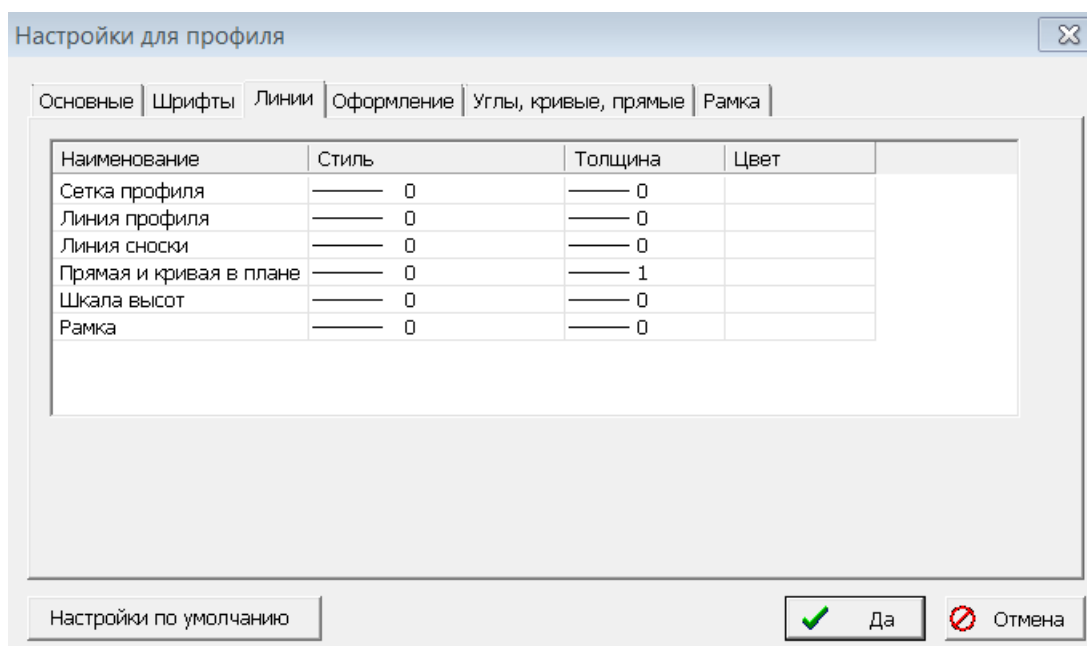 Настройки для профиля
Основные Шрифты Линии Оформление Углы, кривые, прямые Рамка
Наименование Стиль Толщина Цвет
Сетка профиля 0 0
Линия профиля 0 0
Линия сноски 0 0
Прямая и кривая в плане 0 1
Шкала высот 0 0
Рамка 0 0
Настройки по умолчанию Да Отмена